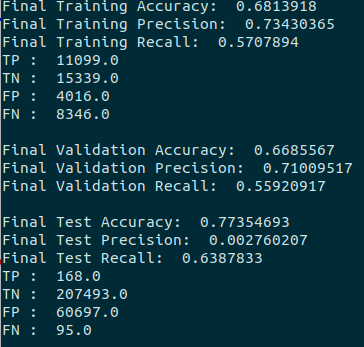 Final Training Accuracy:  0.6813918
Final Training Precision:  0.73430365
Final Training Recall:  0.5707894
TP :  11099.0
TN :  15339.0
FP :  4016.0
FN :  8346.0

Final Validation Accuracy:  0.6685567
Final Validation Precision:  0.71009517
Final Validation Recall:  0.55920917

Final Test Accuracy:  0.77354693
Final Test Precision:  0.002760207
Final Test Recall:  0.6387833
TP :  168.0
TN :  207493.0
FP :  60697.0
FN :  95.0